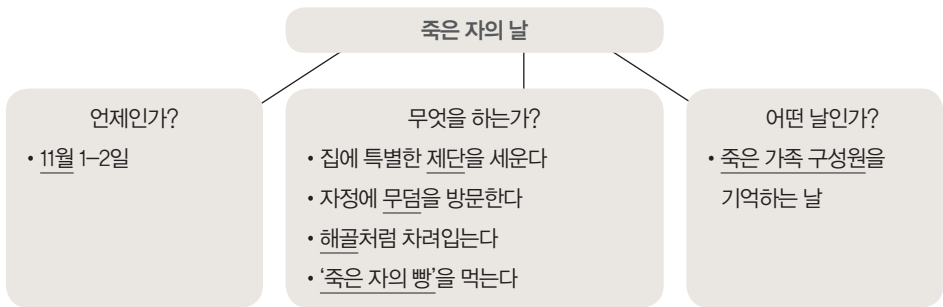 죽은 자의 날
언제인가?
• 11월 1–2일
무엇을 하는가?
• 집에 특별한 제단을 세운다
• 자정에 무덤을 방문한다
• 해골처럼 차려입는다
• ‘죽은 자의 빵’을 먹는다
어떤 날인가?
• 죽은 가족 구성원을
기억하는 날